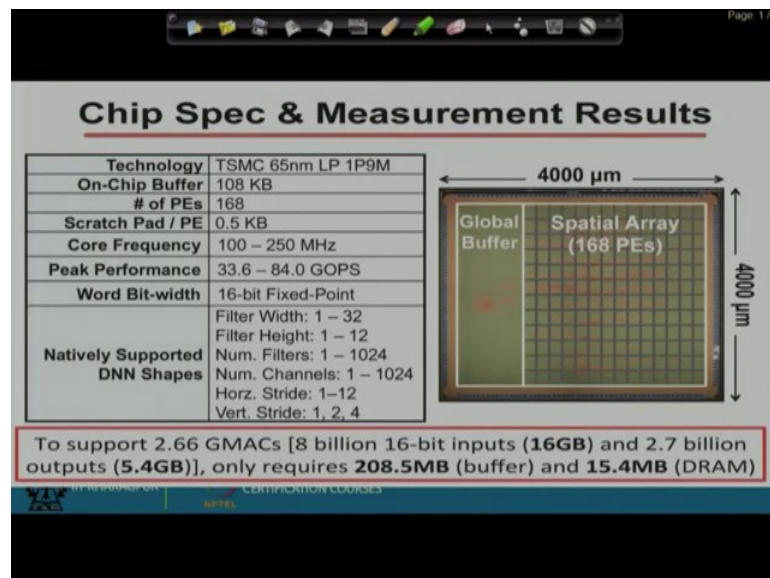 Page: 1 /
Chip Spec & Measurement Results
Technology TSMC 65nm LP 1P9M
On-Chip Buffer 108 KB
# of PEs 168
Scratch Pad / PE 0.5 KB
Core Frequency 100 – 250 MHz
Peak Performance 33.6 – 84.0 GOPS
Word Bit-width 16-bit Fixed-Point
Natively Supported
DNN Shapes
Filter Width: 1 – 32
Filter Height: 1 – 12
Num. Filters: 1 – 1024
Num. Channels: 1 – 1024
Horz. Stride: 1–12
Vert. Stride: 1, 2, 4
4000 µm
Global
Buffer
Spatial Array
(168 PEs)
4000 µm
To support 2.66 GMACs [8 billion 16-bit inputs (16GB) and 2.7 billion
outputs (5.4GB)], only requires 208.5MB (buffer) and 15.4MB (DRAM)
CERTIFICATION COURSES
NPTEL